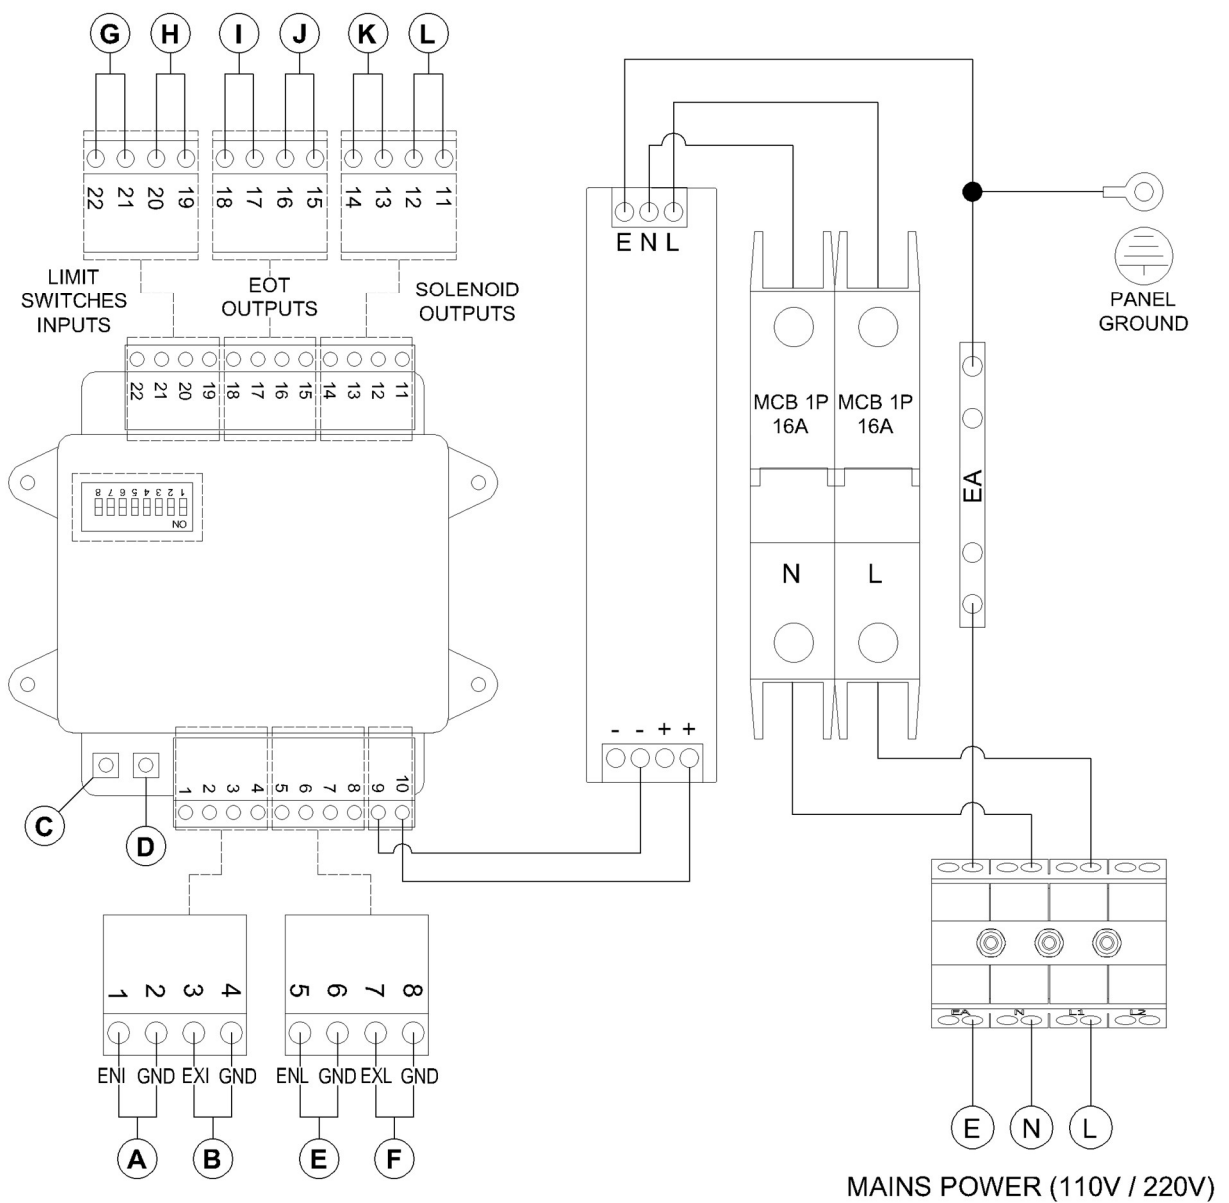 G H I J K L
22 21 20 19 18 17 16 15 14 13 12 11
LIMIT
SWITCHES
INPUTS
EOT
OUTPUTS
SOLENOID
OUTPUTS
22 21 20 19 18 17 16 15 14 13 12 11
8 7 6 5 4 3 2 1
ON
C
D
1 2 3 4 5 6 7 8 9 10
1 2 3 4
ENI GND EXI GND
A B
5 6 7 8
ENL GND EXL GND
E F
E N L
- - + +
MCB 1P
16A
MCB 1P
16A
N L
EA
PANEL
GROUND
EA N L1 L2
E N L
MAINS POWER (110V / 220V)